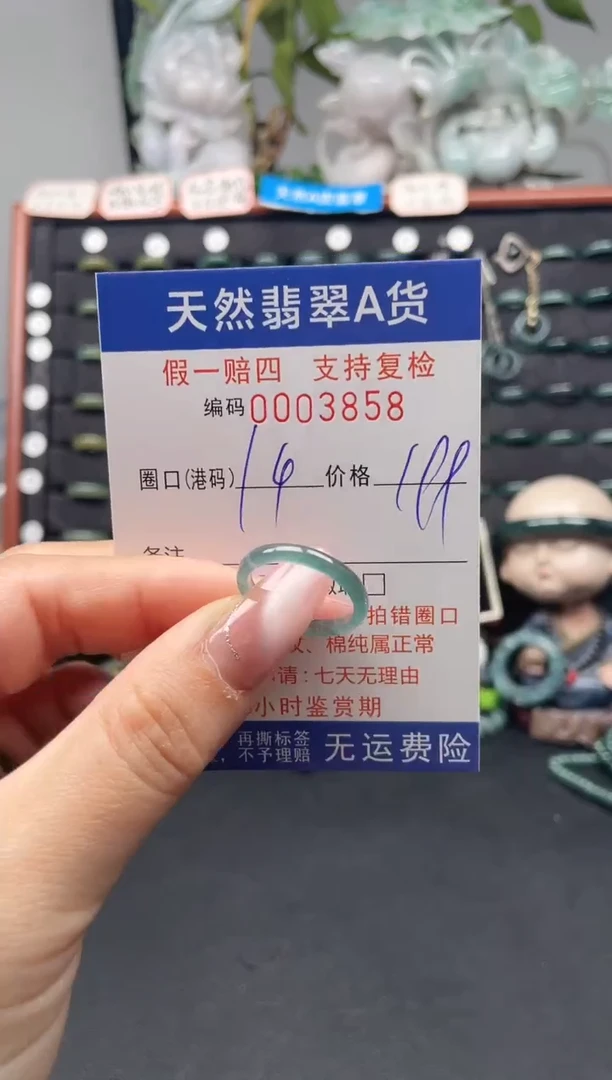 天然翡翠A货
假一赔四 支持复检
编码0003858
圈口(港码) 14 价格 199
备注
拍错圈口
纹、棉纯属正常
请:七天无理由
小时鉴赏期
再撕标签
不予理赔 无运费险